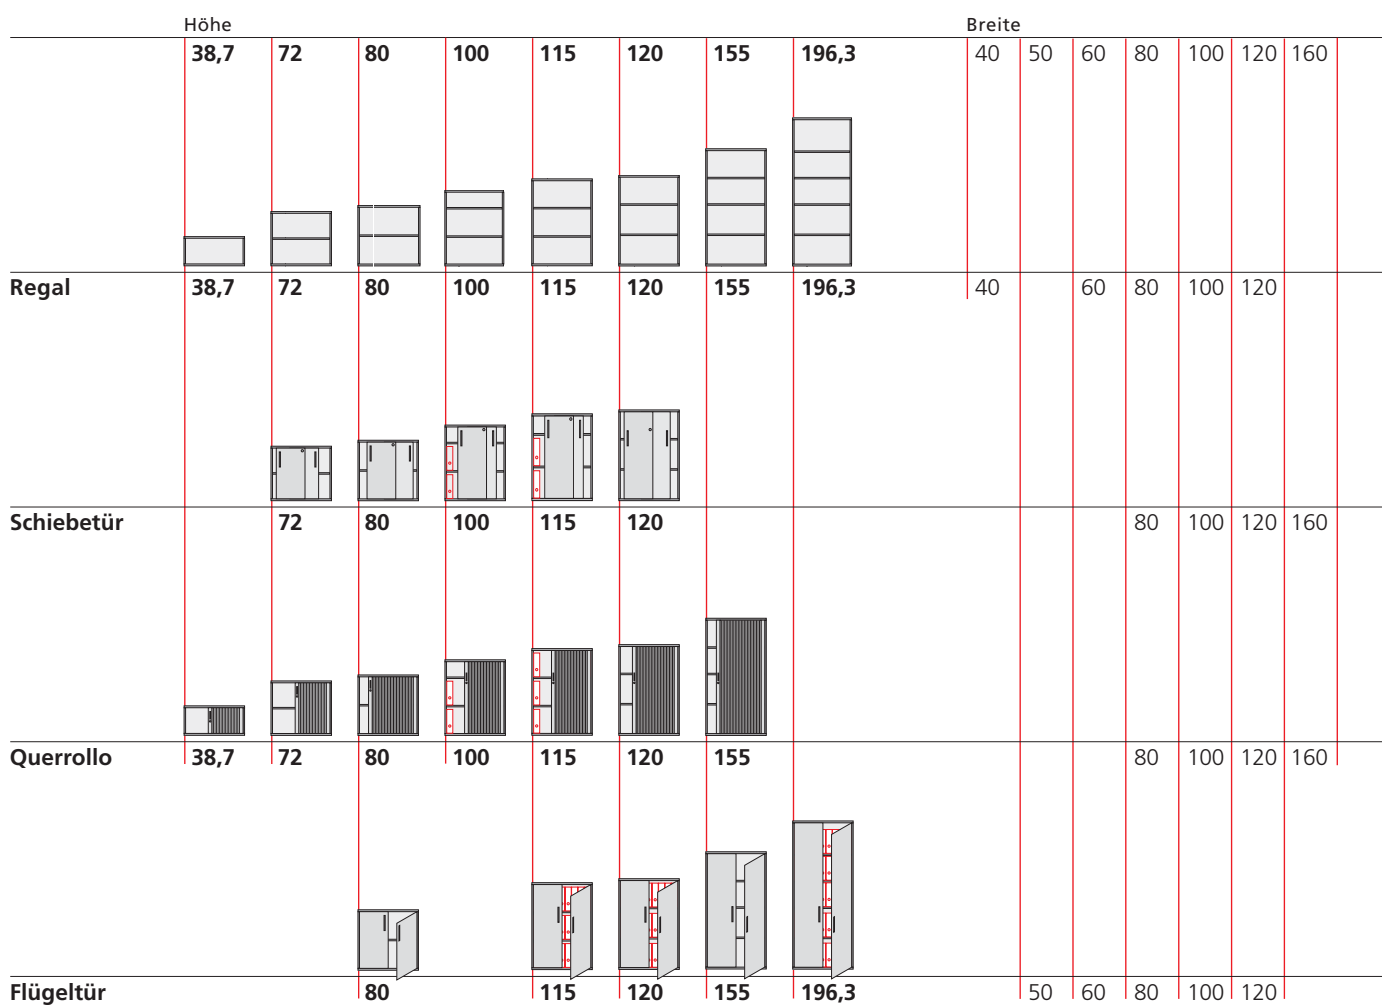 Höhe Breite
38,7 72 80 100 115 120 155 196,3 40 50 60 80 100 120 160
Regal 38,7 72 80 100 115 120 155 196,3 40 60 80 100 120
Schiebetür 72 80 100 115 120 80 100 120 160
Querrollo 38,7 72 80 100 115 120 155 80 100 120 160
Flügeltür 80 115 120 155 196,3 50 60 80 100 120